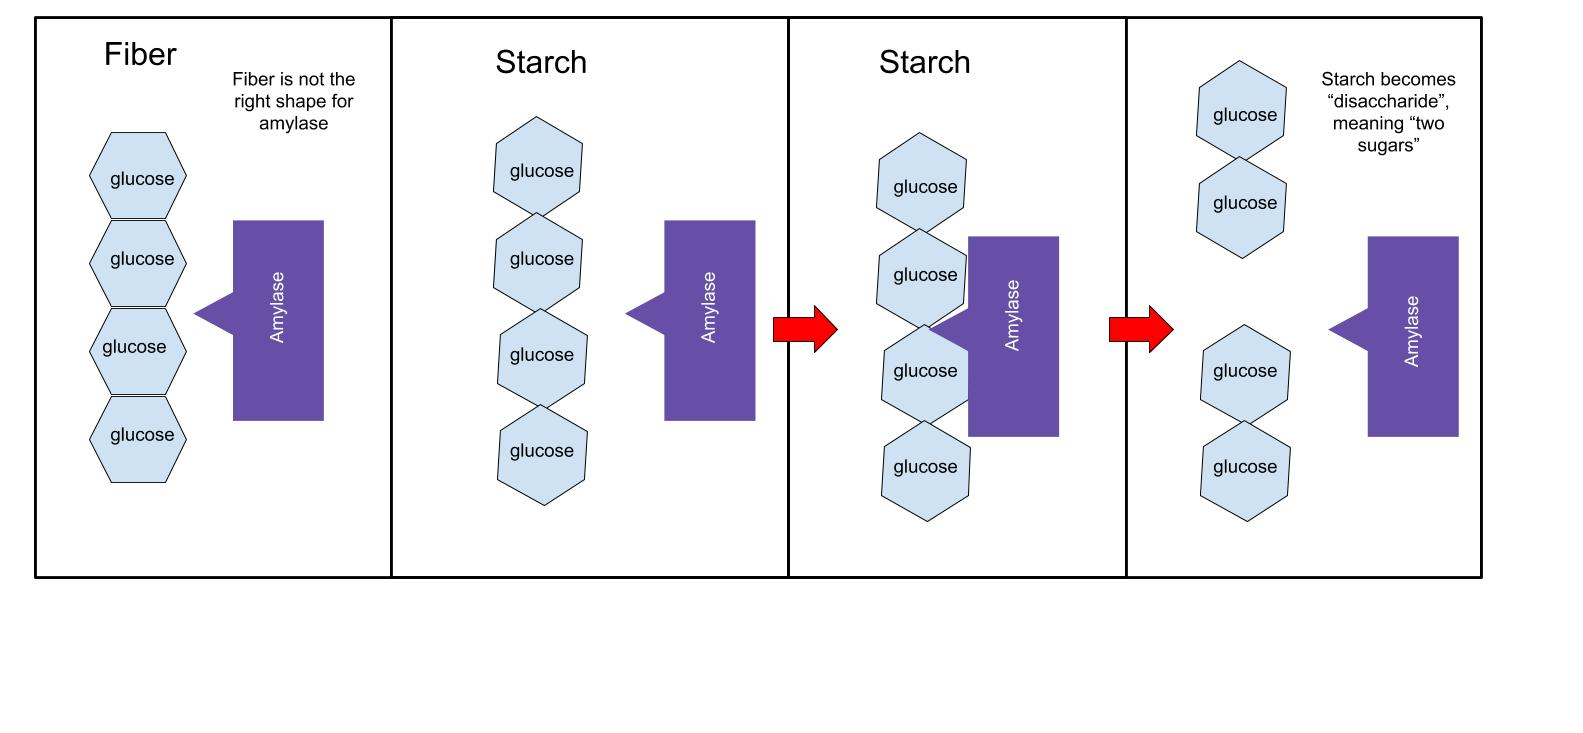 Fiber
Fiber is not the
right shape for
amylase
glucose
glucose
glucose
glucose
Amylase
Starch
glucose
glucose
glucose
glucose
Amylase
Starch
glucose
glucose
glucose
glucose
Amylase
Starch becomes
“disaccharide”,
meaning “two
sugars”
glucose
glucose
glucose
glucose
Amylase